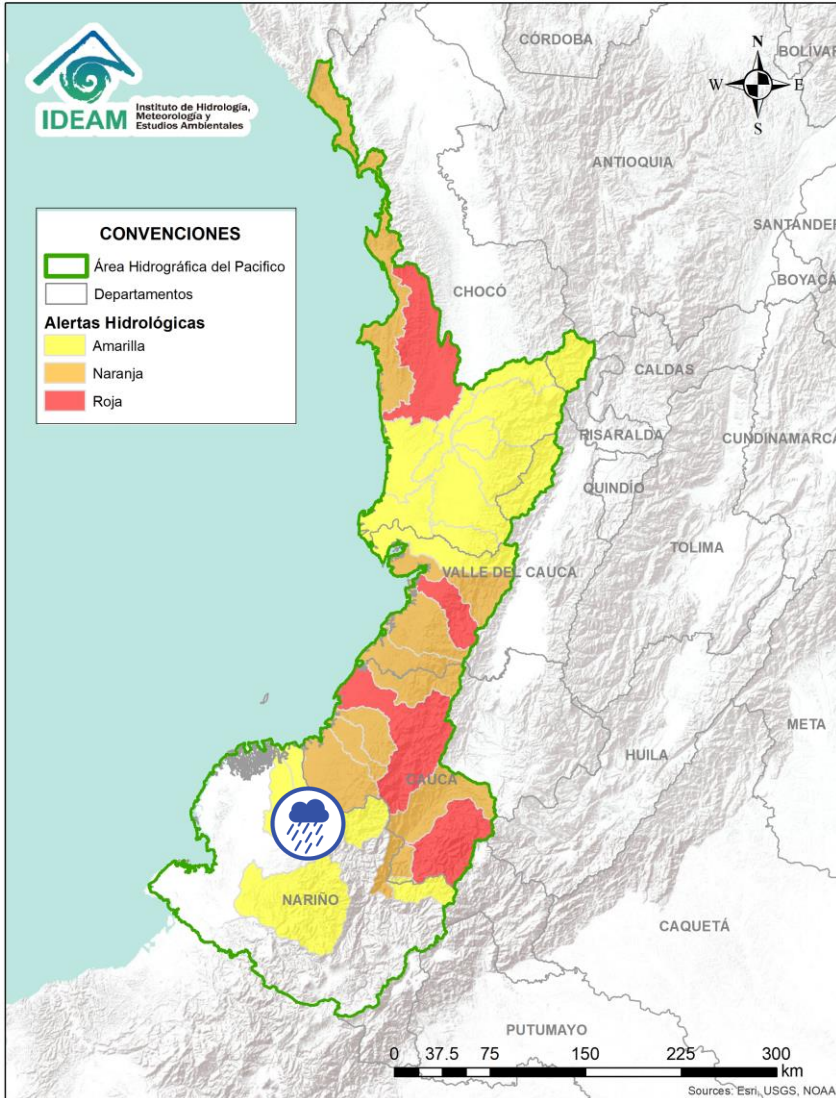 IDEAM
Instituto de Hidrología,
Meteorología y
Estudios Ambientales
CONVENCIONES
Área Hidrográfica del Pacifico
Departamentos
Alertas Hidrológicas
Amarilla
Naranja
Roja
N
W
E
S
CÓRDOBA
BOLÍVAR
ANTIOQUIA
SANTANDER
BOYACÁ
CHOCÓ
CALDAS
RISARALDA
CUNDINAMARCA
QUINDÍO
TOLIMA
VALLE DEL CAUCA
META
HUILA
CAUCA
NARIÑO
CAQUETÁ
PUTUMAYO
0 37.5 75 150 225 300
km
Sources: Esri, USGS, NOAA